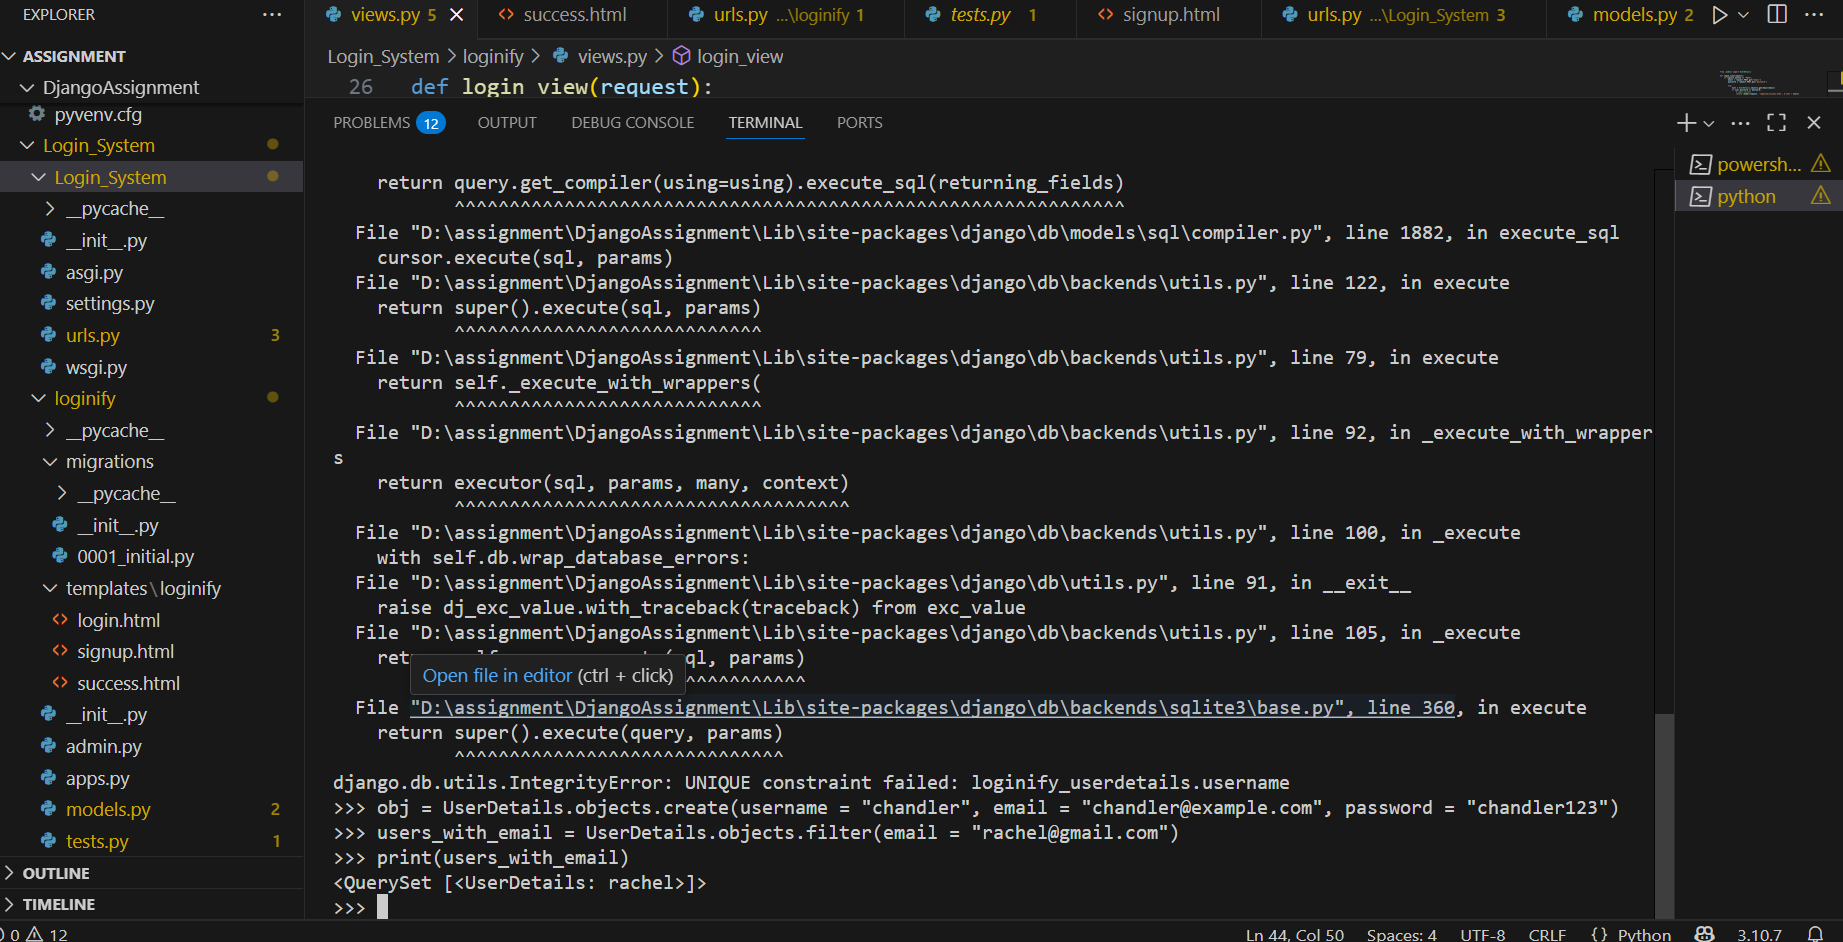 EXPLORER
ASSIGNMENT
DjangoAssignment
pyvenv.cfg
Login_System
Login_System
__pycache__
__init__.py
asgi.py
settings.py
urls.py 3
wsgi.py
loginify
__pycache__
migrations
__pycache__
__init__.py
0001_initial.py
templates\loginify
login.html
signup.html
success.html
__init__.py
admin.py
apps.py
models.py 2
tests.py 1
OUTLINE
TIMELINE
views.py 5 success.html urls.py ...\loginify 1 tests.py 1 signup.html urls.py ...\Login_System 3 models.py 2
Login_System > loginify > views.py > login_view
26 def login_view(request):
PROBLEMS 12 OUTPUT DEBUG CONSOLE TERMINAL PORTS
return query.get_compiler(using=using).execute_sql(returning_fields)
^^^^^^^^^^^^^^^^^^^^^^^^^^^^^^^^^^^^^^^^^^^^^^^^^^^^^^^^^^^^^
File "D:\assignment\DjangoAssignment\Lib\site-packages\django\db\models\sql\compiler.py", line 1882, in execute_sql
cursor.execute(sql, params)
File "D:\assignment\DjangoAssignment\Lib\site-packages\django\db\backends\utils.py", line 122, in execute
return super().execute(sql, params)
^^^^^^^^^^^^^^^^^^^^^^^^^^^^
File "D:\assignment\DjangoAssignment\Lib\site-packages\django\db\backends\utils.py", line 79, in execute
return self._execute_with_wrappers(
^^^^^^^^^^^^^^^^^^^^^^^^^^^^
File "D:\assignment\DjangoAssignment\Lib\site-packages\django\db\backends\utils.py", line 92, in _execute_with_wrapper
s
return executor(sql, params, many, context)
^^^^^^^^^^^^^^^^^^^^^^^^^^^^^^^^^^^^
File "D:\assignment\DjangoAssignment\Lib\site-packages\django\db\backends\utils.py", line 100, in _execute
with self.db.wrap_database_errors:
File "D:\assignment\DjangoAssignment\Lib\site-packages\django\db\utils.py", line 91, in __exit__
raise dj_exc_value.with_traceback(traceback) from exc_value
File "D:\assignment\DjangoAssignment\Lib\site-packages\django\db\backends\utils.py", line 105, in _execute
ret ql, params)
Open file in editor (ctrl + click) ^^^^^^^^^^^
File "D:\assignment\DjangoAssignment\Lib\site-packages\django\db\backends\sqlite3\base.py", line 360, in execute
return super().execute(query, params)
^^^^^^^^^^^^^^^^^^^^^^^^^^^^^^
django.db.utils.IntegrityError: UNIQUE constraint failed: loginify_userdetails.username
>>> obj = UserDetails.objects.create(username = "chandler", email = "chandler@example.com", password = "chandler123")
>>> users_with_email = UserDetails.objects.filter(email = "rachel@gmail.com")
>>> print(users_with_email)
<QuerySet [<UserDetails: rachel>]>
>>>
powersh...
python
0 12 Ln 44, Col 50 Spaces: 4 UTF-8 CRLF {} Python 3.10.7